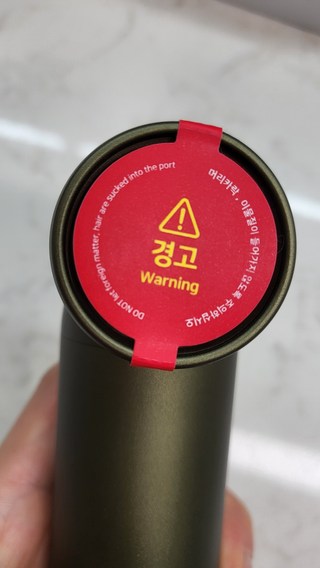 DO NOT let foreign matter, hair are sucked into the port
머리카락, 이물질이 들어가지 않도록 주의하십시오
경고
Warning